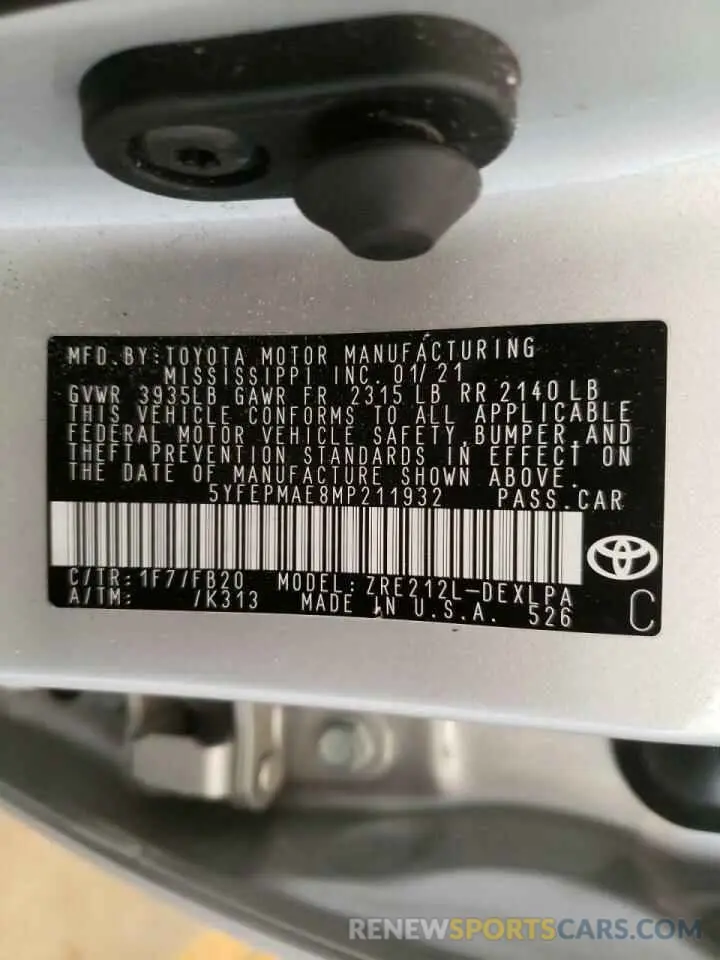 MFD. BY: TOYOTA MOTOR MANUFACTURING
MISSISSIPPI INC. 01/21
GVWR 3935LB GAWR FR 2315 LB RR 2140 LB
THIS VEHICLE CONFORMS TO ALL APPLICABLE
FEDERAL MOTOR VEHICLE SAFETY, BUMPER, AND
THEFT PREVENTION STANDARDS IN EFFECT ON
THE DATE OF MANUFACTURE SHOWN ABOVE.
5YFEPMAE8MP211932 PASS. CAR
C/TR: 1F7/FB20 MODEL: ZRE212L-DEXLPA
A/TM: /K313 MADE IN U.S.A. 526 C
RENEWSPORTSCARS.COM